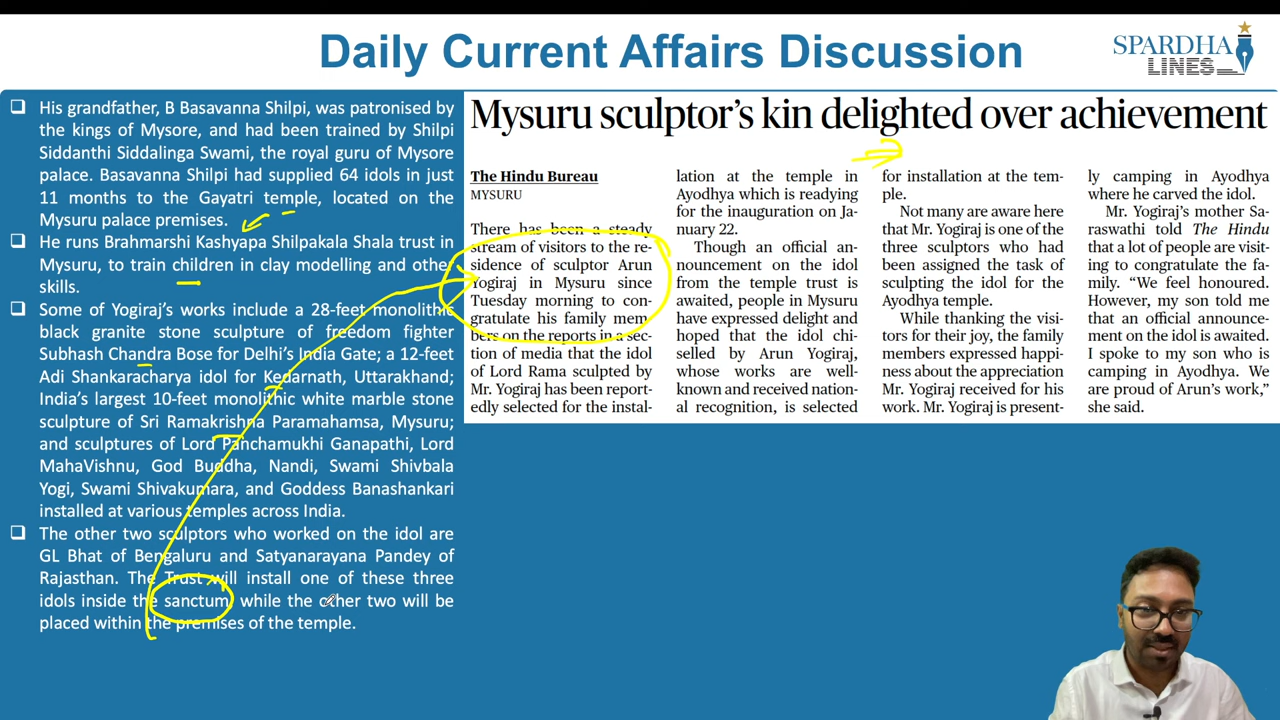 Daily Current Affairs Discussion
SPARDHA
LINES
His grandfather, B Basavanna Shilpi, was patronised by
the kings of Mysore, and had been trained by Shilpi
Siddanthi Siddalinga Swami, the royal guru of Mysore
palace. Basavanna Shilpi had supplied 64 idols in just
11 months to the Gayatri temple, located on the
Mysuru palace premises.
He runs Brahmarshi Kashyapa Shilpakala Shala trust in
Mysuru, to train children in clay modelling and other
skills.
Some of Yogiraj's works include a 28-feet monolithic
black granite stone sculpture of freedom fighter
Subhash Chandra Bose for Delhi's India Gate; a 12-feet
Adi Shankaracharya idol for Kedarnath, Uttarakhand;
India's largest 10-feet monolithic white marble stone
sculpture of Sri Ramakrishna Paramahamsa, Mysuru;
and sculptures of Lord Panchamukhi Ganapathi, Lord
MahaVishnu, God Buddha, Nandi, Swami Shivbala
Yogi, Swami Shivakumara, and Goddess Banashankari
installed at various temples across India.
The other two sculptors who worked on the idol are
GL Bhat of Bengaluru and Satyanarayana Pandey of
Rajasthan. The Trust will install one of these three
idols inside the sanctum, while the other two will be
placed within the premises of the temple.
Mysuru sculptor's kin delighted over achievement
The Hindu Bureau
MYSURU
There has been a steady
stream of visitors to the re-
sidence of sculptor Arun
Yogiraj in Mysuru since
Tuesday morning to con-
gratulate his family mem-
bers on the reports in a sec-
tion of media that the idol
of Lord Rama sculpted by
Mr. Yogiraj has been report-
edly selected for the instal-
lation at the temple in
Ayodhya which is readying
for the inauguration on Ja-
nuary 22.
Though an official an-
nouncement on the idol
from the temple trust is
awaited, people in Mysuru
have expressed delight and
hoped that the idol chi-
selled by Arun Yogiraj,
whose works are well-
known and received nation-
al recognition, is selected
for installation at the tem-
ple.
Not many are aware here
that Mr. Yogiraj is one of the
three sculptors who had
been assigned the task of
sculpting the idol for the
Ayodhya temple.
While thanking the visi-
tors for their joy, the family
members expressed happi-
ness about the appreciation
Mr. Yogiraj received for his
work. Mr. Yogiraj is present-
ly camping in Ayodhya
where he carved the idol.
Mr. Yogiraj's mother Sa-
raswathi told The Hindu
that a lot of people are visit-
ing to congratulate the fa-
mily. "We feel honoured.
However, my son told me
that an official announce-
ment on the idol is awaited.
I spoke to my son who is
camping in Ayodhya. We
are proud of Arun's work,"
she said.